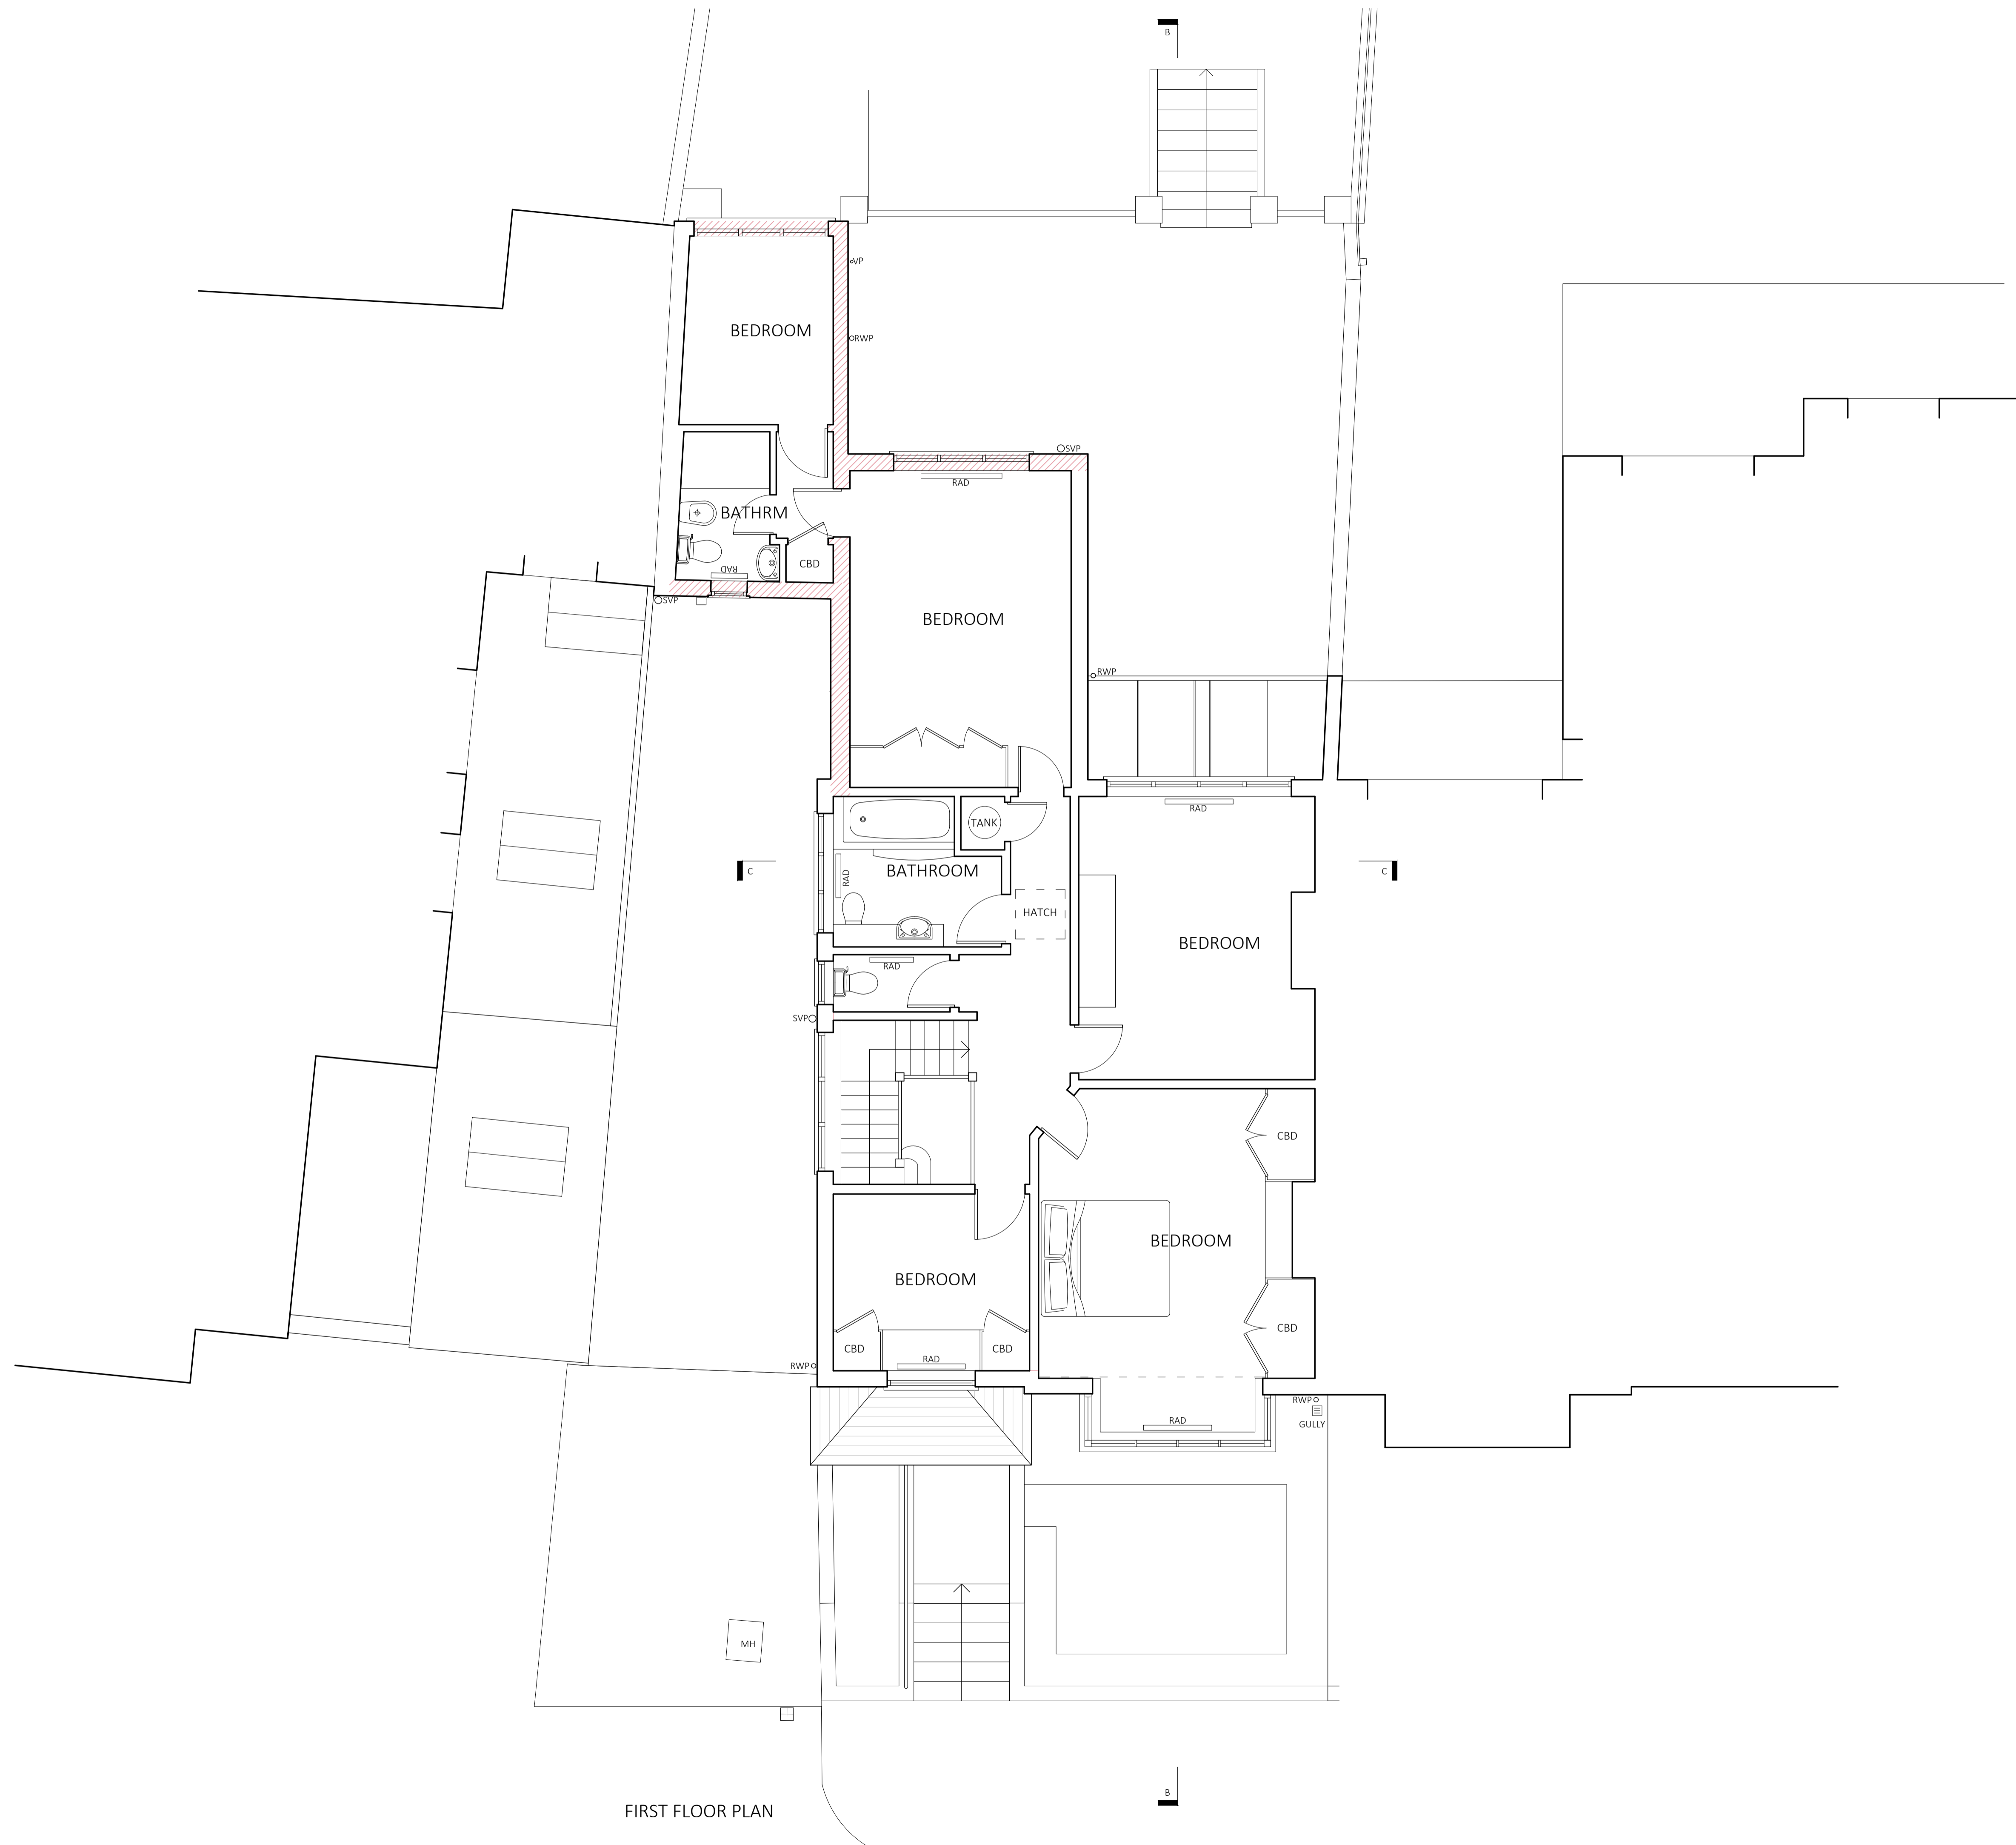 B
VP
BEDROOM
RWP
SVP
RAD
BATHRM
CBD
RAD
SVP
BEDROOM
RWP
RAD
TANK
BATHROOM
RAD
C
C
HATCH
BEDROOM
RAD
SVP
CBD
BEDROOM
BEDROOM
CBD
CBD
CBD
RAD
RWP
RWP
RAD
GULLY
MH
B
FIRST FLOOR PLAN